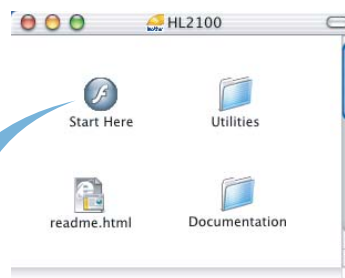 HL2100
Start Here
Utilities
readme.html
Documentation